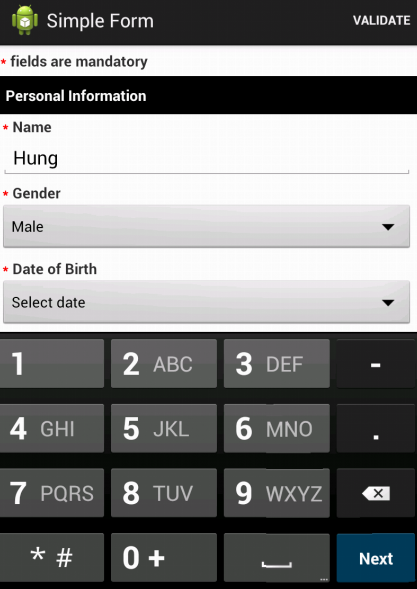 Simple Form VALIDATE
* fields are mandatory
Personal Information
* Name
Hung
* Gender
Male
* Date of Birth
Select date
1 2 ABC 3 DEF -
4 GHI 5 JKL 6 MNO .
7 PQRS 8 TUV 9 WXYZ
* # 0 + ... Next